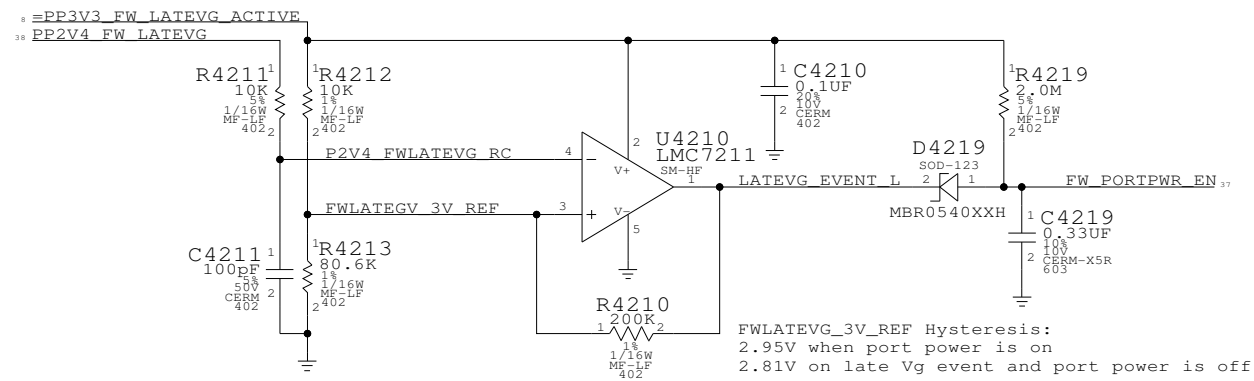 8 =PP3V3_FW_LATEVG_ACTIVE
38 PP2V4_FW_LATEVG
R4211 1
10K
5%
1/16W
MF-LF
402 2
1 R4212
10K
1%
1/16W
MF-LF
2 402
1 C4210
0.1UF
20%
10V
2 CERM
402
1 R4219
2.0M
5%
1/16W
MF-LF
2 402
P2V4_FWLATEVG_RC 4
2
V+
U4210
LMC7211
SM-HF
1
LATEVG_EVENT_L
D4219
SOD-123
2 1
MBR0540XXH
FW_PORTPWR_EN 37
FWLATEGV_3V_REF 3
V-
5
C4211 1
100pF
5%
50V
CERM 2
402
1 R4213
80.6K
1%
1/16W
MF-LF
2 402
1 C4219
0.33UF
10%
10V
2 CERM-X5R
603
R4210
200K
1 2
1%
1/16W
MF-LF
402
FWLATEVG_3V_REF Hysteresis:
2.95V when port power is on
2.81V on late Vg event and port power is off